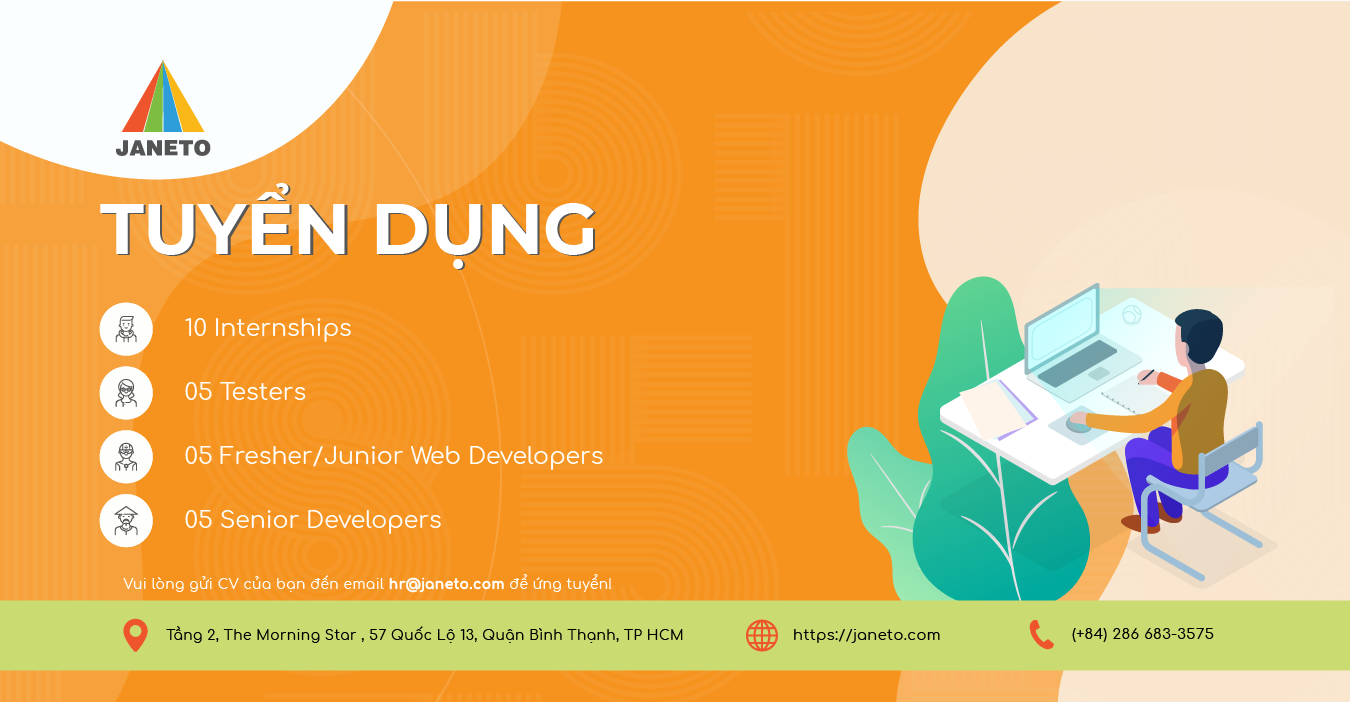 JANETO
TUYỂN DỤNG
10 Internships
05 Testers
05 Fresher/Junior Web Developers
05 Senior Developers
Vui lòng gửi CV của bạn đến email hr@janeto.com để ứng tuyển!
Tầng 2, The Morning Star , 57 Quốc Lộ 13, Quận Bình Thạnh, TP HCM
https://janeto.com
(+84) 286 683-3575